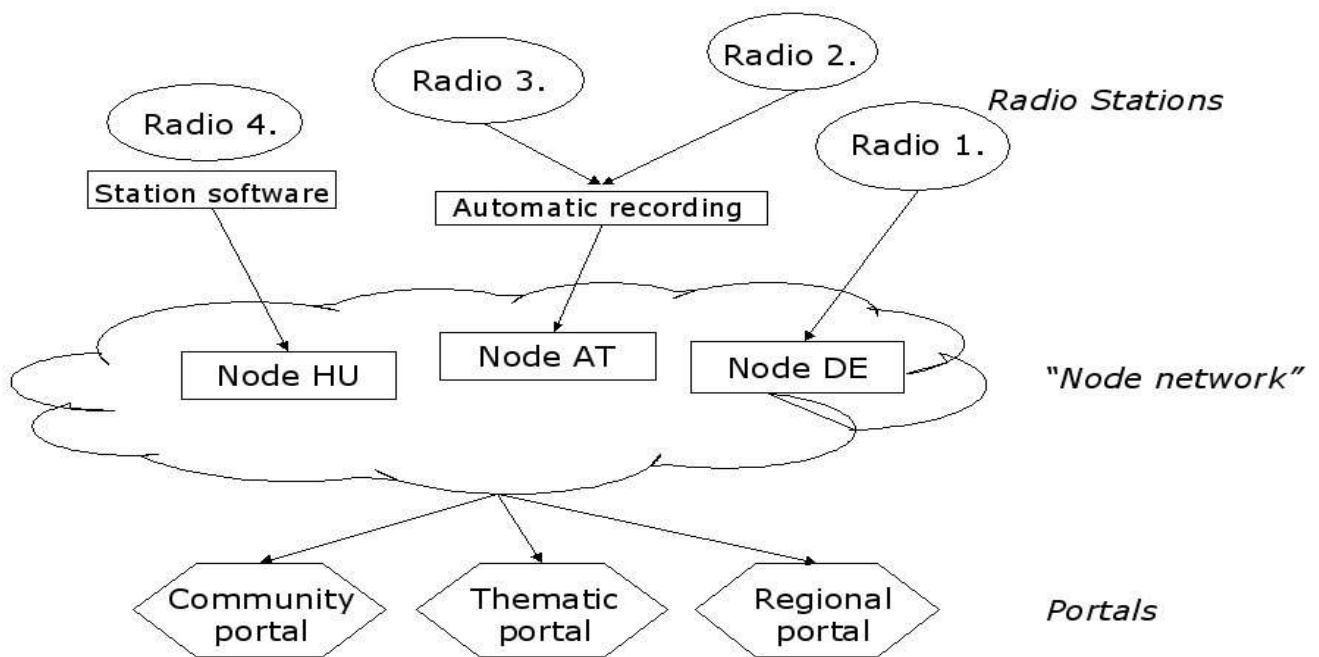 Radio 2.
Radio 3.
Radio Stations
Radio 4.
Radio 1.
Station software
Automatic recording
Node AT
Node DE
Node HU
“Node network”
Community
portal
Thematic
portal
Regional
portal
Portals